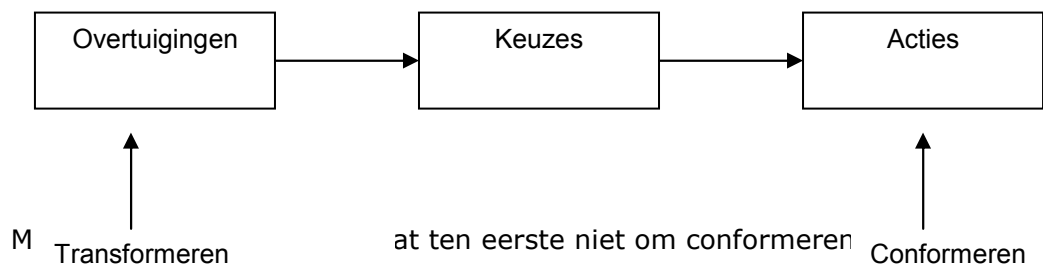 Overtuigingen Keuzes Acties
M at ten eerste niet om conformeren
Transformeren Conformeren